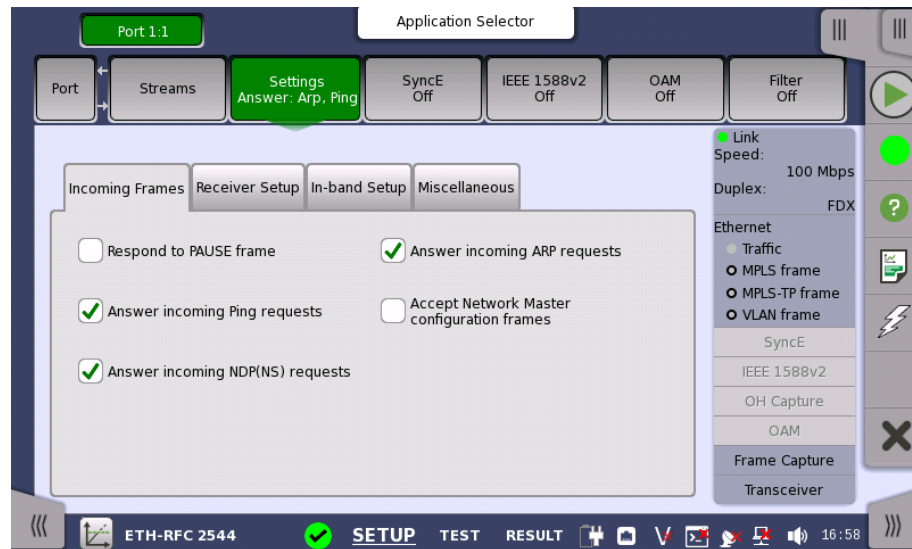 Port 1:1
Application Selector
Port
Streams
Settings
Answer: Arp, Ping
SyncE
Off
IEEE 1588v2
Off
OAM
Off
Filter
Off
Incoming Frames
Receiver Setup
In-band Setup
Miscellaneous
Respond to PAUSE frame
Answer incoming ARP requests
Answer incoming Ping requests
Accept Network Master
configuration frames
Answer incoming NDP(NS) requests
Link
Speed:
100 Mbps
Duplex:
FDX
Ethernet
Traffic
MPLS frame
MPLS-TP frame
VLAN frame
SyncE
IEEE 1588v2
OH Capture
OAM
Frame Capture
Transceiver
?
ETH-RFC 2544
SETUP
TEST
RESULT
16:58